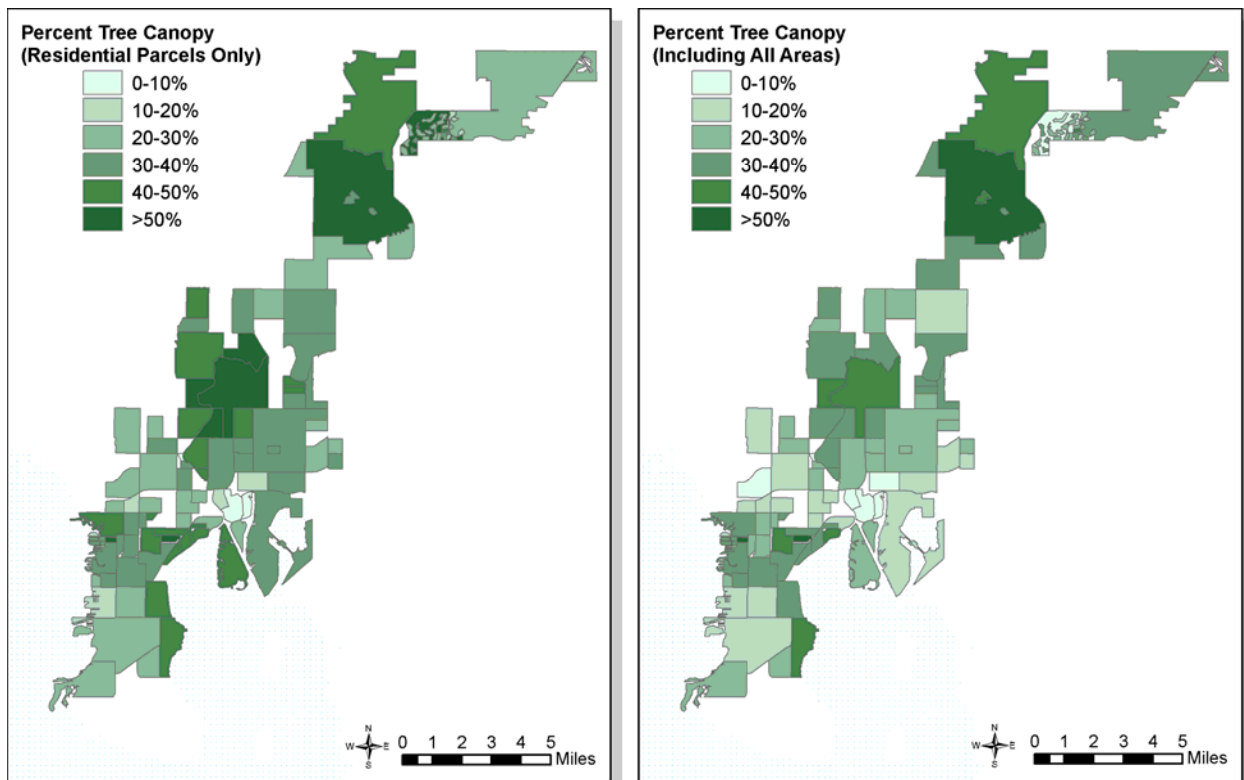 Percent Tree Canopy
(Residential Parcels Only)
0-10%
10-20%
20-30%
30-40%
40-50%
>50%
N
W E
S
0 1 2 3 4 5
Miles
Percent Tree Canopy
(Including All Areas)
0-10%
10-20%
20-30%
30-40%
40-50%
>50%
N
W E
S
0 1 2 3 4 5
Miles